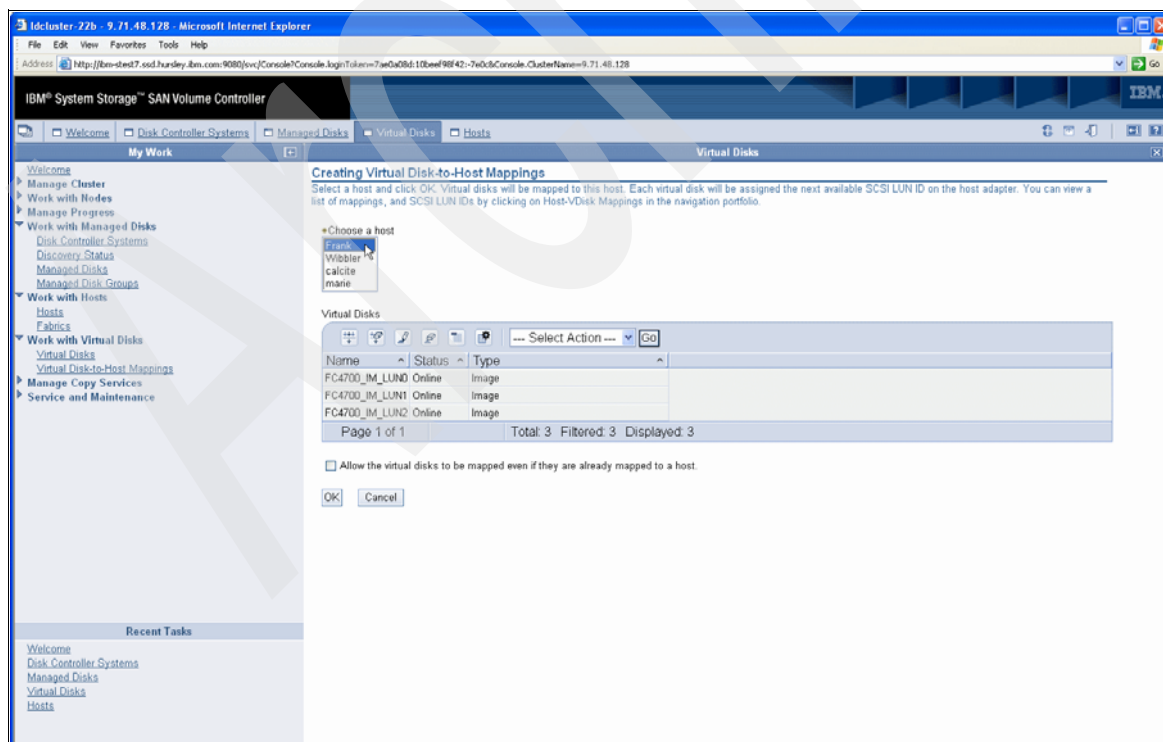 ldcluster-22b - 9.71.48.128 - Microsoft Internet Explorer
File Edit View Favorites Tools Help
Address http://ibm-stest7.ssd.hursley.ibm.com:9080/svc/Console?Console.loginToken=7ae0a08d:10beef98f42:-7e0c&Console.ClusterName=9.71.48.128 Go
IBM® System Storage™ SAN Volume Controller IBM
Welcome Disk Controller Systems Managed Disks Virtual Disks Hosts
My Work
Virtual Disks
Welcome
Manage Cluster
Work with Nodes
Manage Progress
Work with Managed Disks
Disk Controller Systems
Discovery Status
Managed Disks
Managed Disk Groups
Work with Hosts
Hosts
Fabrics
Work with Virtual Disks
Virtual Disks
Virtual Disk-to-Host Mappings
Manage Copy Services
Service and Maintenance
Recent Tasks
Welcome
Disk Controller Systems
Managed Disks
Virtual Disks
Hosts
Creating Virtual Disk-to-Host Mappings
Select a host and click OK. Virtual disks will be mapped to this host. Each virtual disk will be assigned the next available SCSI LUN ID on the host adapter. You can view a
list of mappings, and SCSI LUN IDs by clicking on Host-VDisk Mappings in the navigation portfolio.
*Choose a host
Frank
Wibbler
calcite
marie
Virtual Disks
--- Select Action --- Go
Name Status Type
FC4700_IM_LUN0 Online Image
FC4700_IM_LUN1 Online Image
FC4700_IM_LUN2 Online Image
Page 1 of 1 Total: 3 Filtered: 3 Displayed: 3
Allow the virtual disks to be mapped even if they are already mapped to a host.
OK Cancel